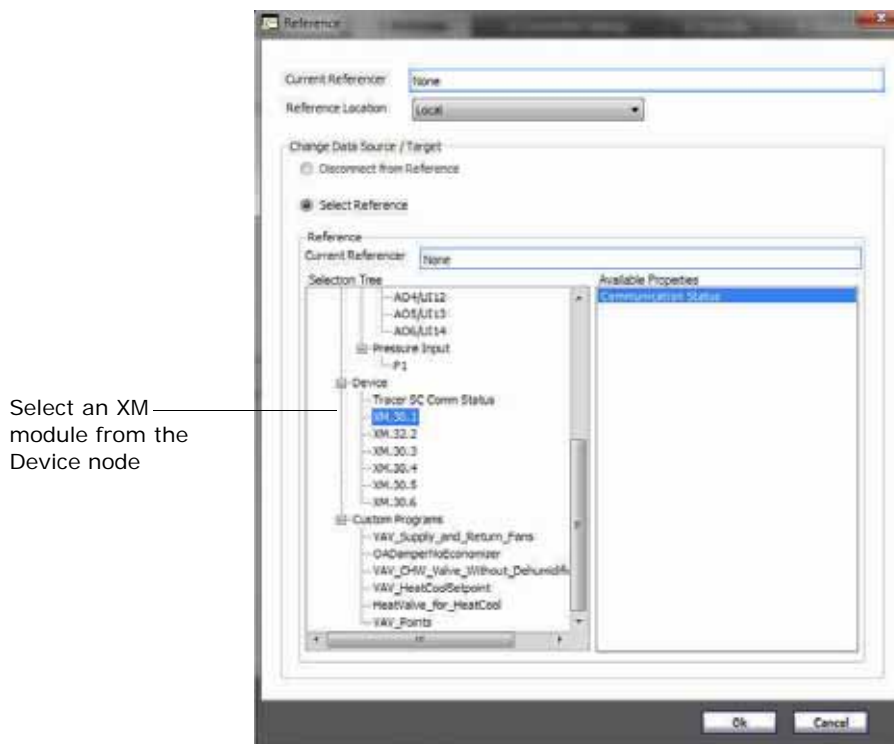 Reference
Current Referencer
None
Reference Location
Local
Change Data Source / Target
Disconnect from Reference
Select Reference
Reference
Current Referencer
None
Selection Tree
Available Properties
AO4/UI12
AO5/UI13
AO6/UI14
Pressure Input
P1
Device
Tracer SC Comm Status
XM.30.1
XM.32.2
XM.30.3
XM.30.4
XM.30.5
XM.30.6
Custom Programs
VAV_Supply_and_Return_Fans
OADamperNoEconomizer
VAV_CHW_Valve_Without_Dehumidifi
VAV_HeatCoolSetpoint
HeatValve_for_HeatCool
VAV_Points
Communication Status
Ok
Cancel
Select an XM
module from the
Device node